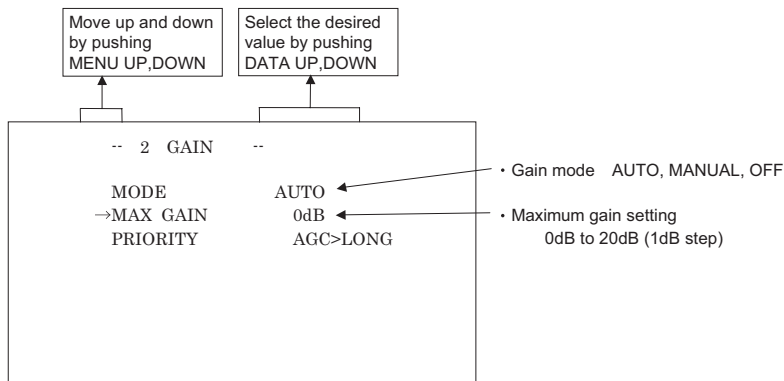 Move up and down
by pushing
MENU UP,DOWN
Select the desired
value by pushing
DATA UP,DOWN
-- 2 GAIN --
MODE AUTO
→MAX GAIN 0dB
PRIORITY AGC>LONG
・Gain mode AUTO, MANUAL, OFF
・Maximum gain setting
0dB to 20dB (1dB step)